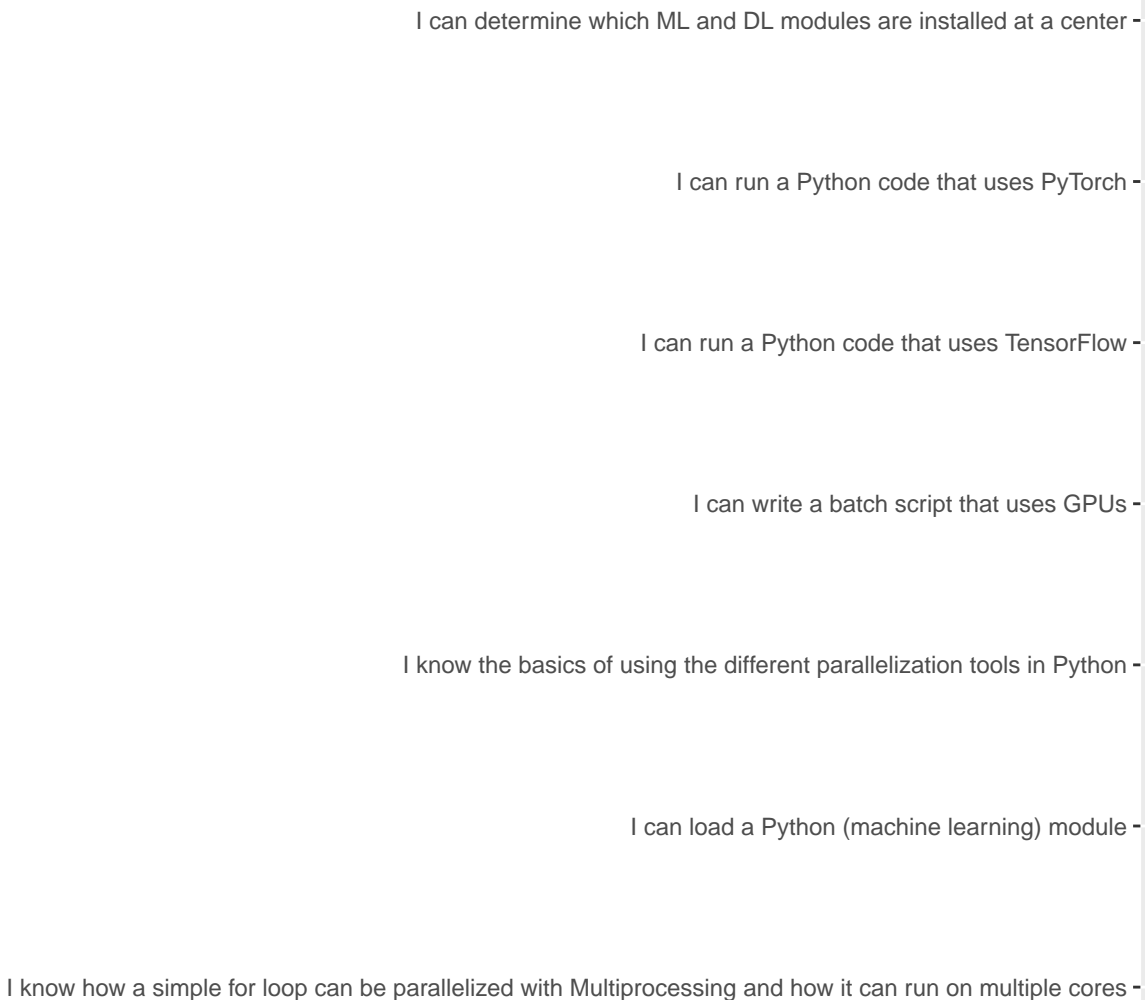 I can determine which ML and DL modules are installed at a center
I can run a Python code that uses PyTorch
I can run a Python code that uses TensorFlow
I can write a batch script that uses GPUs
I know the basics of using the different parallelization tools in Python
I can load a Python (machine learning) module
I know how a simple for loop can be parallelized with Multiprocessing and how it can run on multiple cores